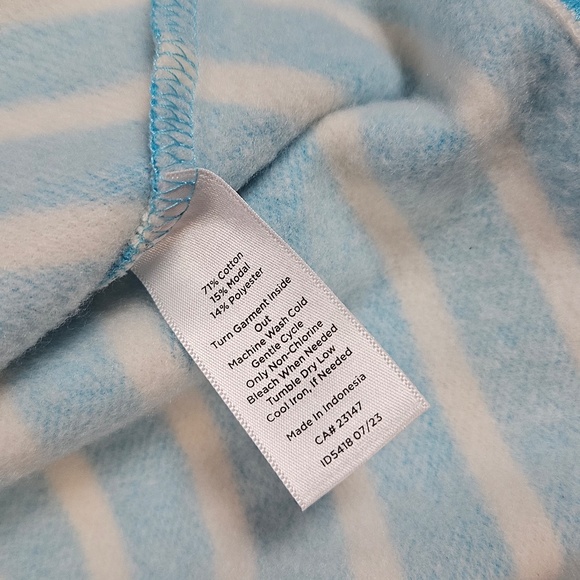 71% Cotton
15% Modal
14% Polyester
Turn Garment Inside
Out
Machine Wash Cold
Gentle Cycle
Only Non-Chlorine
Bleach When Needed
Tumble Dry Low
Cool Iron, If Needed
Made In Indonesia
CA# 23147
ID5418 07/23